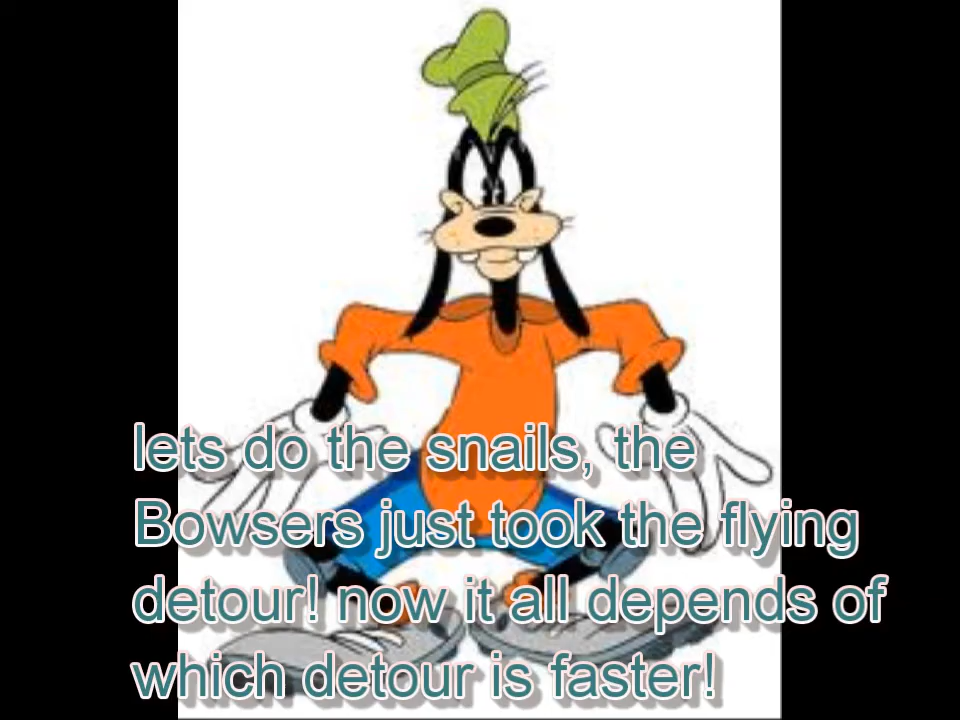 lets do the snails, the
Bowsers just took the flying
detour! now it all depends of
which detour is faster!